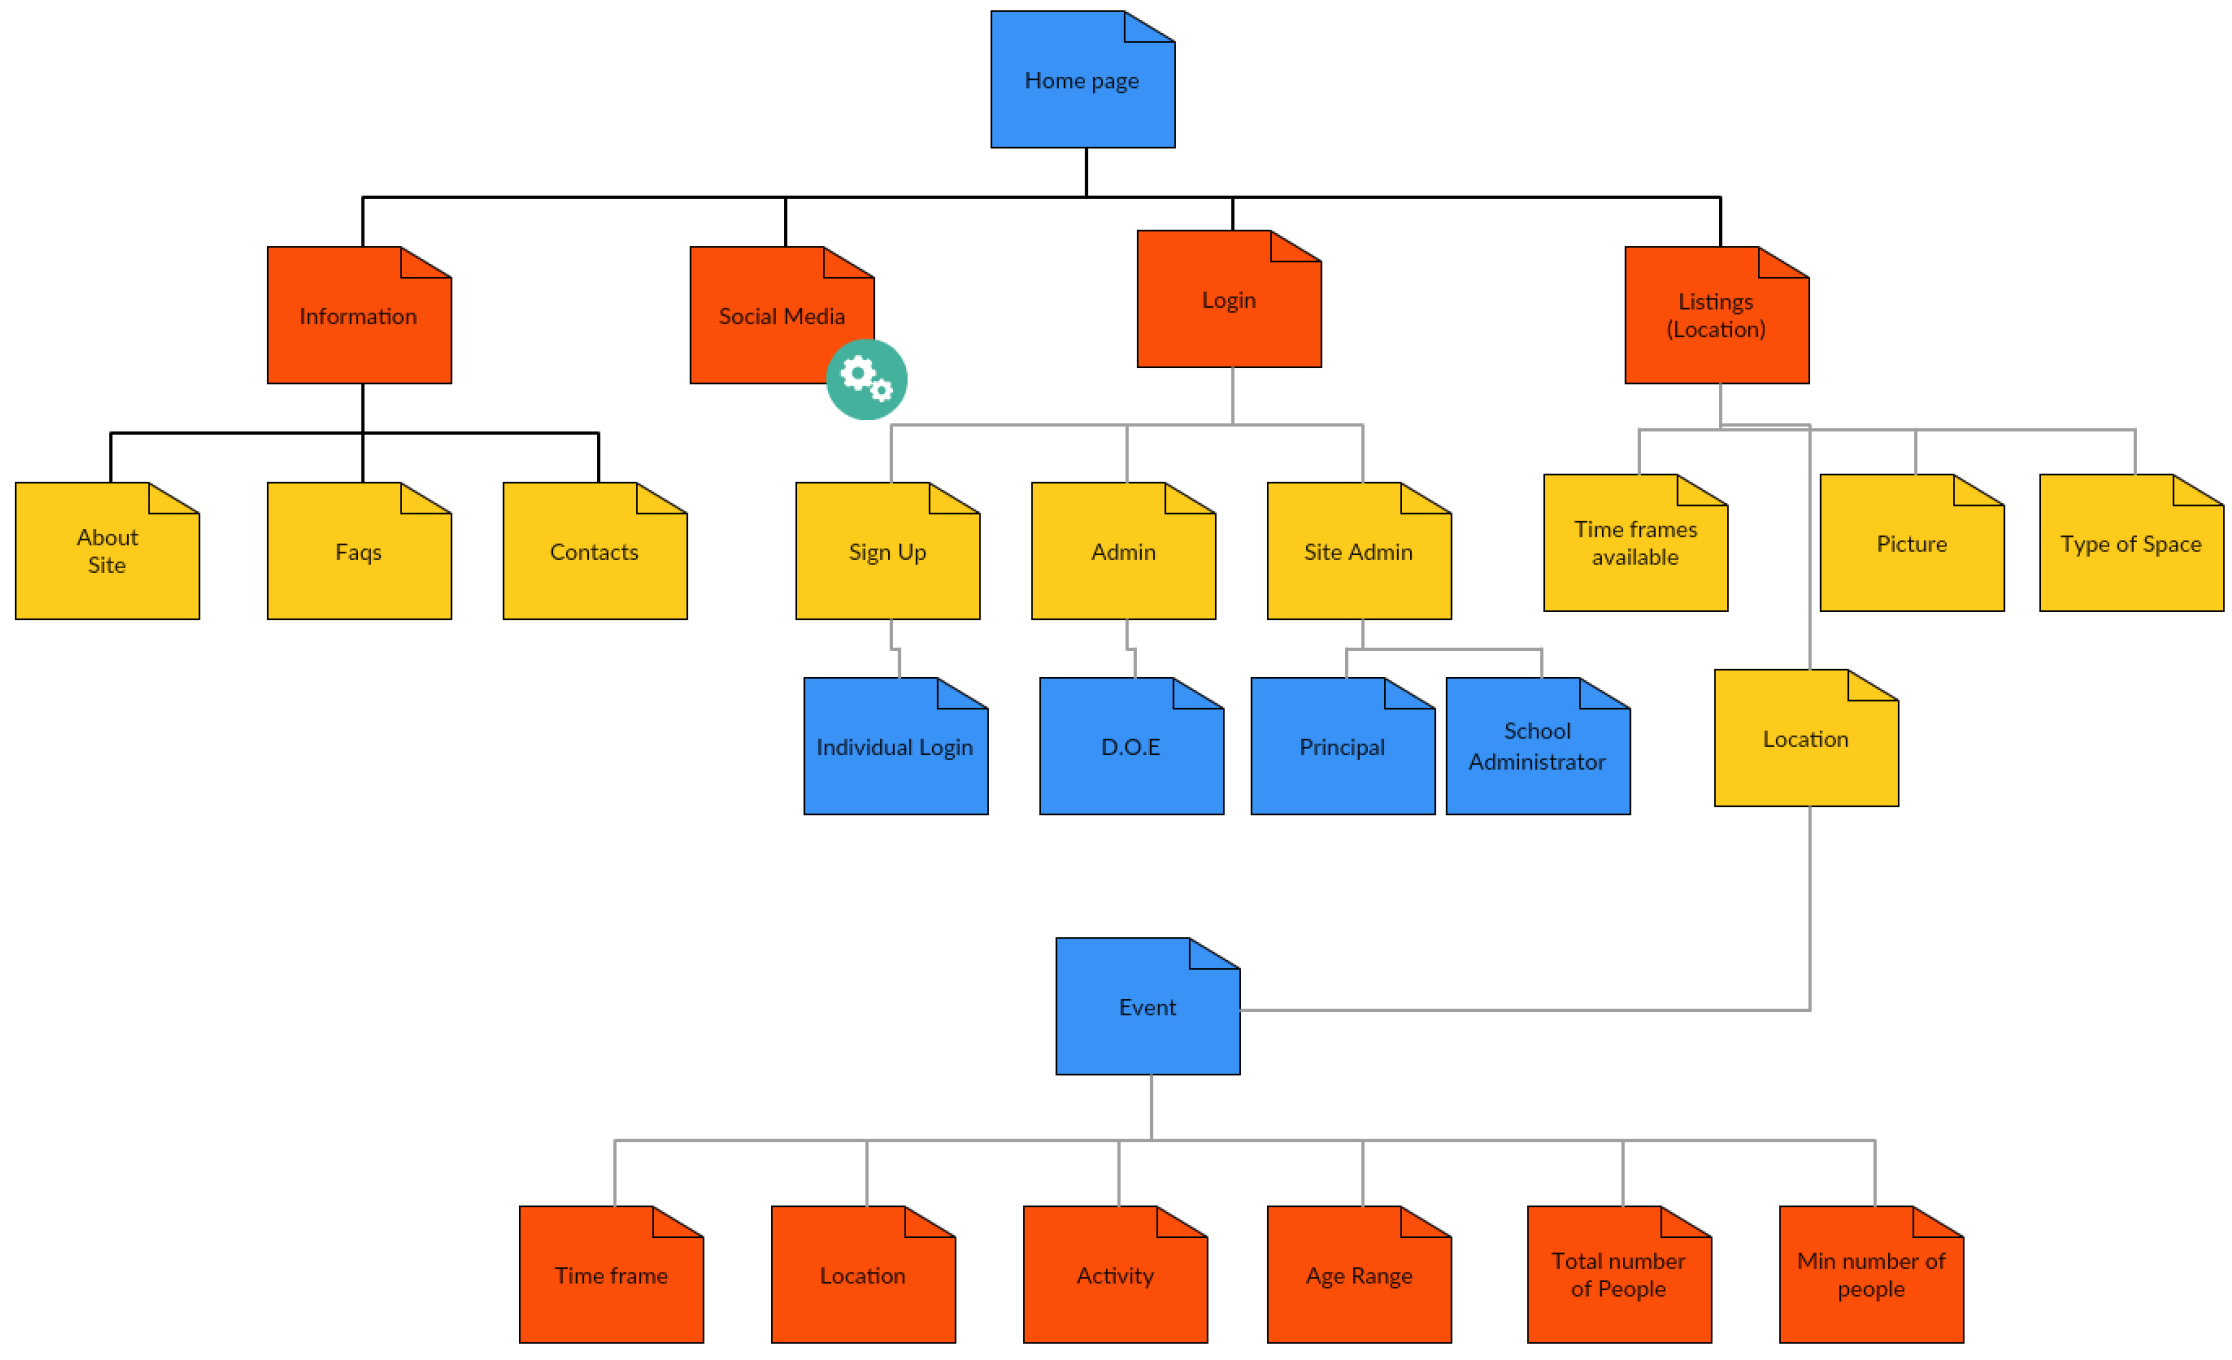 Home page
Information
Social Media
Login
Listings
(Location)
About
Site
Faqs
Contacts
Sign Up
Admin
Site Admin
Time frames
available
Picture
Type of Space
Individual Login
D.O.E
Principal
School
Administrator
Location
Event
Time frame
Location
Activity
Age Range
Total number
of People
Min number of
people